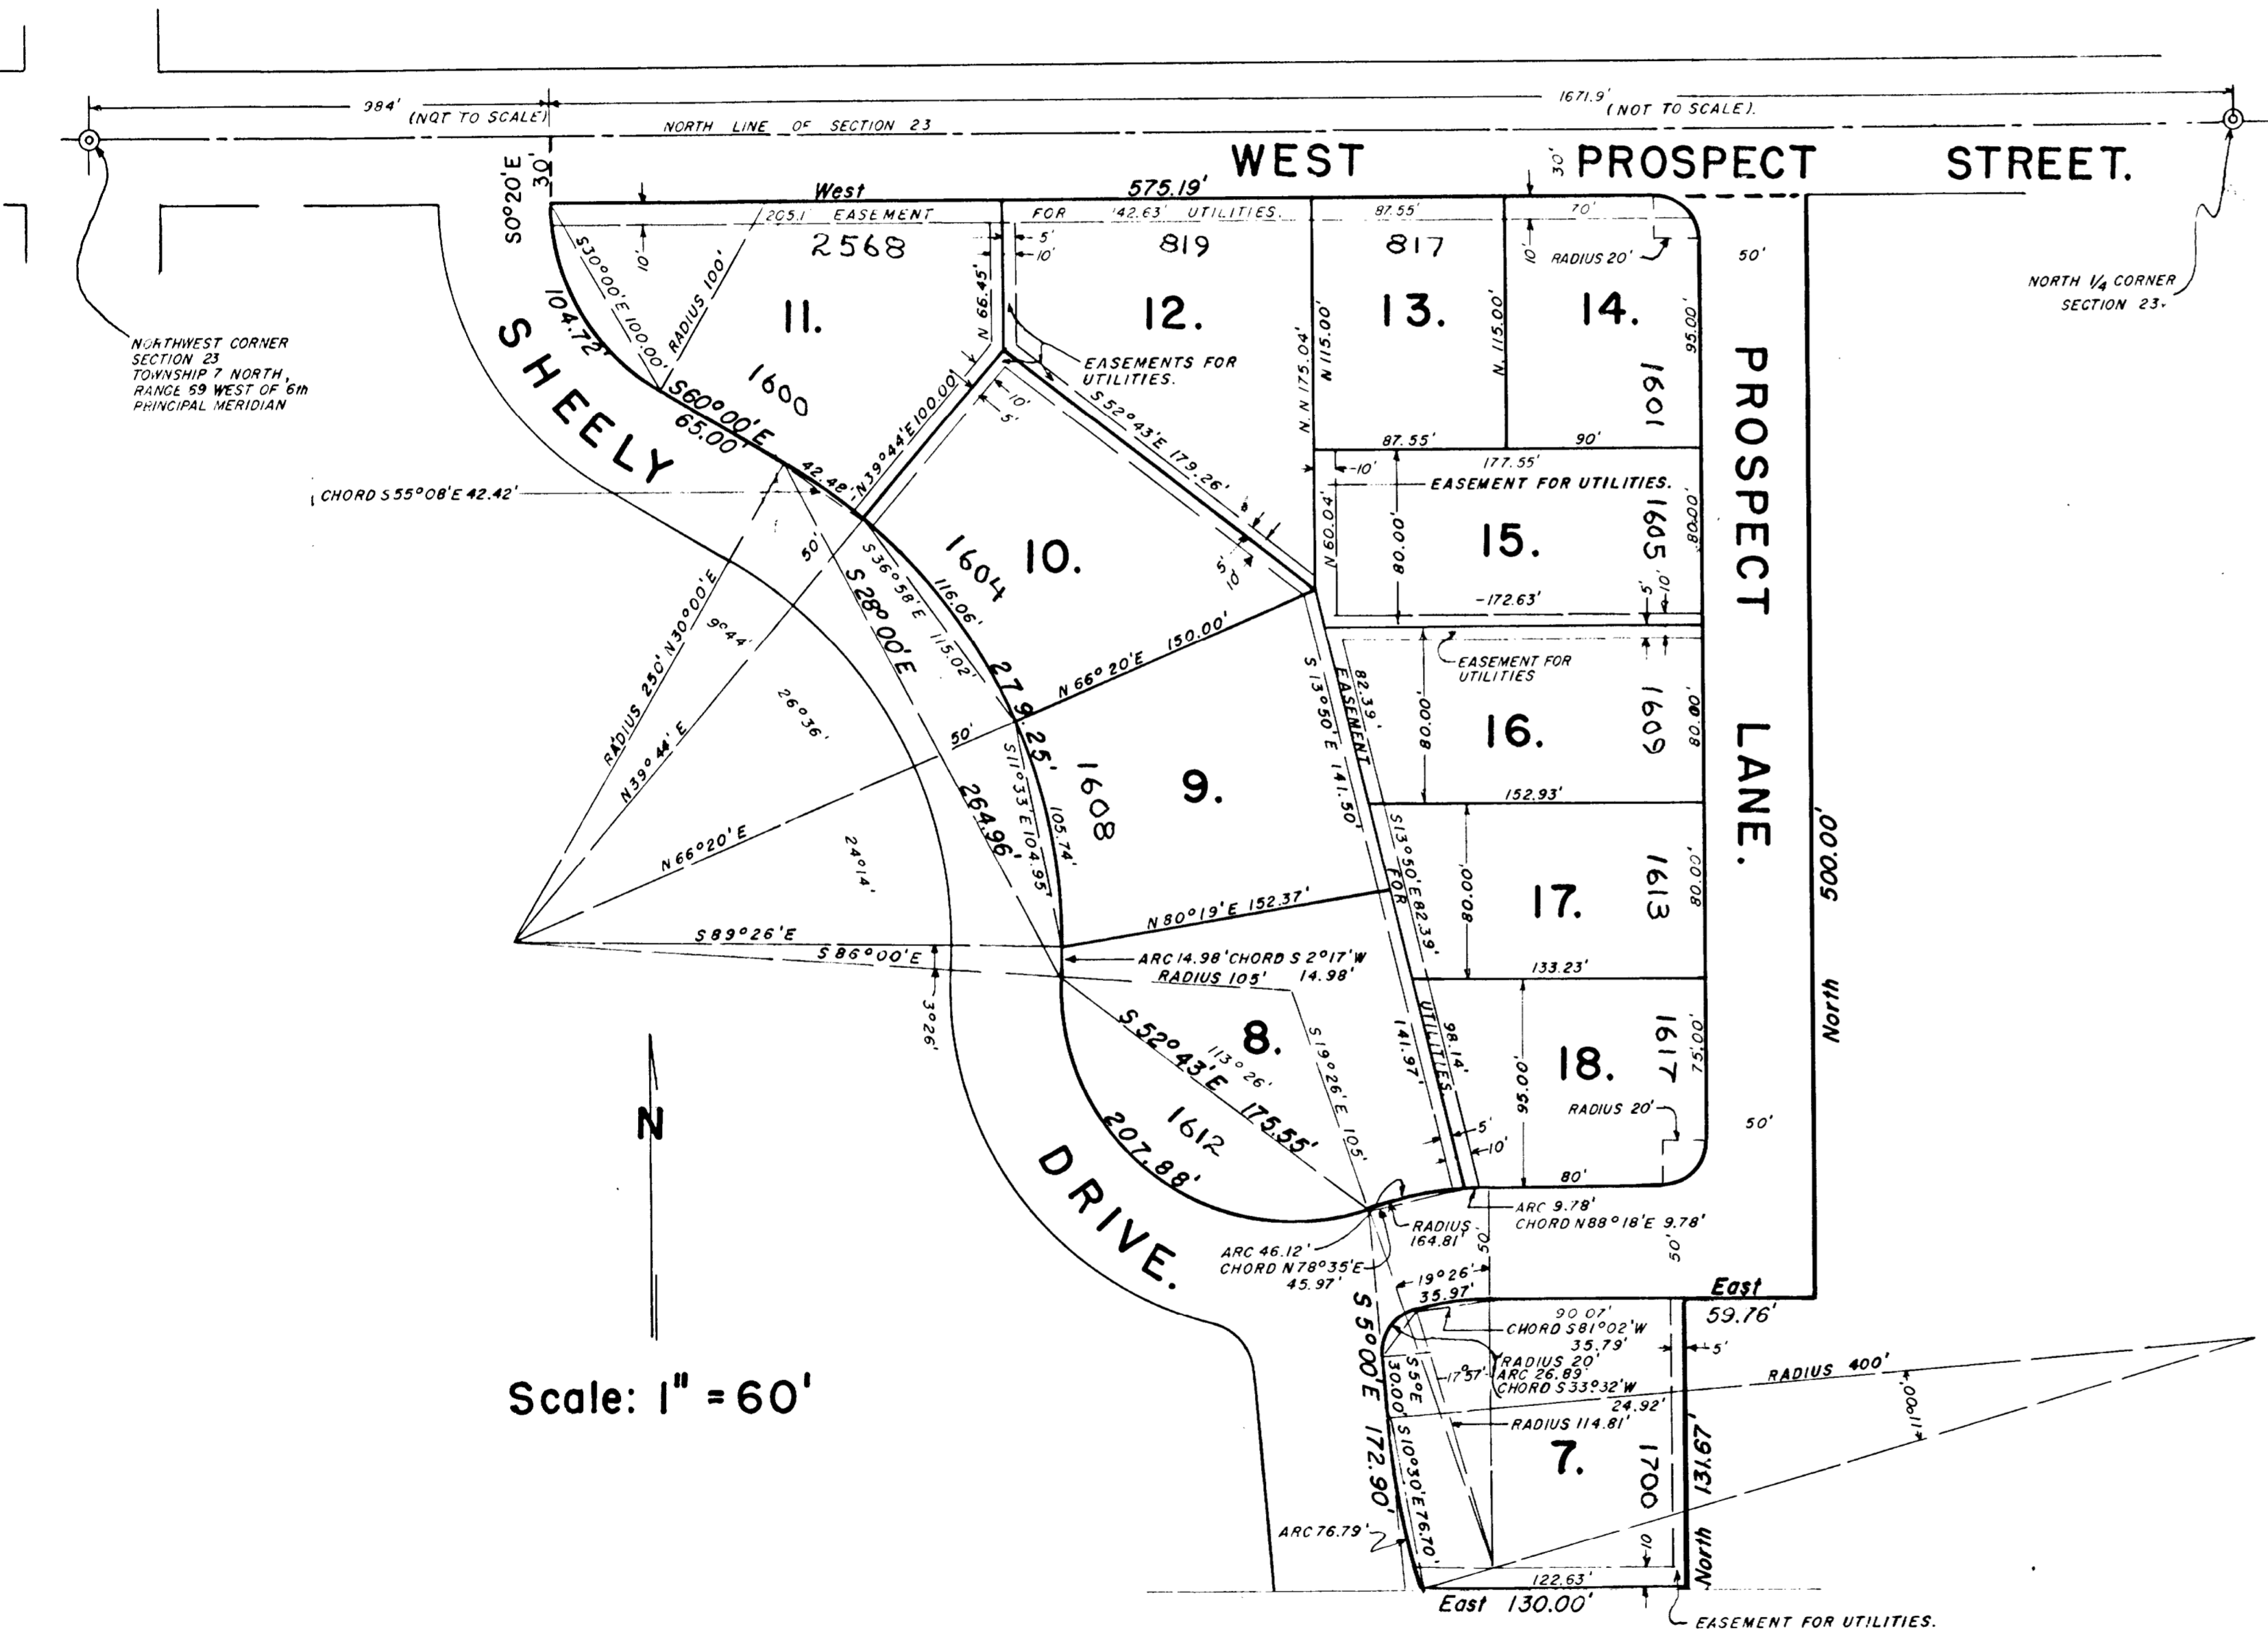 984'
(NOT TO SCALE)
1671.9'
(NOT TO SCALE).
NORTH LINE OF SECTION 23
WEST PROSPECT STREET.
S0°20'E
30'
30'
West
575.19'
205.1' EASEMENT FOR 142.63' UTILITIES.
87.55'
70'
2568
819
817
5'
10'
10'
10'
RADIUS 20'
50'
NORTH 1/4 CORNER
SECTION 23.
NORTHWEST CORNER
SECTION 23
TOWNSHIP 7 NORTH,
RANGE 69 WEST OF 6th
PRINCIPAL MERIDIAN
SHEELY
104.72'
S30°00'E 100.00'
RADIUS 100'
11.
1600
N 66.45'
12.
13.
14.
N. N 175.04'
N 115.00'
N. 115.00'
95.00'
1601
EASEMENTS FOR
UTILITIES.
S60°00'E
65.00'
42.48'
N39°44'E 100.00'
10'
5'
S 52°43'E 179.26'
87.55'
90'
CHORD S55°08'E 42.42'
177.55'
10'
EASEMENT FOR UTILITIES.
N 60.04'
80.00'
15.
1605
80.00'
5'
10'
172.63'
PROSPECT LANE.
10.
1604
5'
10'
50'
S 36°58'E
115.02'
116.06'
S 28°00'E
264.96'
279.25'
RADIUS 250' N30°00'E
9°44'
N39°44'E
26°36'
N 66°20'E 150.00'
50'
N66°20'E
24°14'
EASEMENT FOR
UTILITIES
82.39'
EASEMENT FOR UTILITIES.
S 13°50'E 141.50'
80.00'
16.
1609
80.00'
152.93'
9.
1608
S11°33'E 104.95'
105.74'
S13°50'E 82.39'
80.00'
17.
1613
80.00'
500.00'
North
N80°19'E 152.37'
S89°26'E
S 86°00'E
3°26'
ARC 14.98' CHORD S 2°17'W
RADIUS 105' 14.98'
133.23'
8.
113°26'
S 52°43'E 175.55'
S 19°26'E 105'
1612
207.88'
141.97'
98.14'
95.00'
18.
1617
75.00'
RADIUS 20'
50'
5'
10'
80'
N
DRIVE.
ARC 9.78'
CHORD N88°18'E 9.78'
RADIUS
164.81'
50'
50'
ARC 46.12'
CHORD N78°35'E
45.97'
19°26'
35.97'
East
59.76'
90.07'
CHORD S81°02'W
35.79'
5'
RADIUS 20'
ARC 26.89'
CHORD S33°32'W
24.92'
17°57'
S5°E
30.00'
S 5°00'E 172.90'
RADIUS 400'
11°00'
RADIUS 114.81'
Scale: 1" = 60'
7.
1700
S10°30'E 76.70'
ARC 76.79'
North 131.67'
10'
122.63'
East 130.00'
EASEMENT FOR UTILITIES.